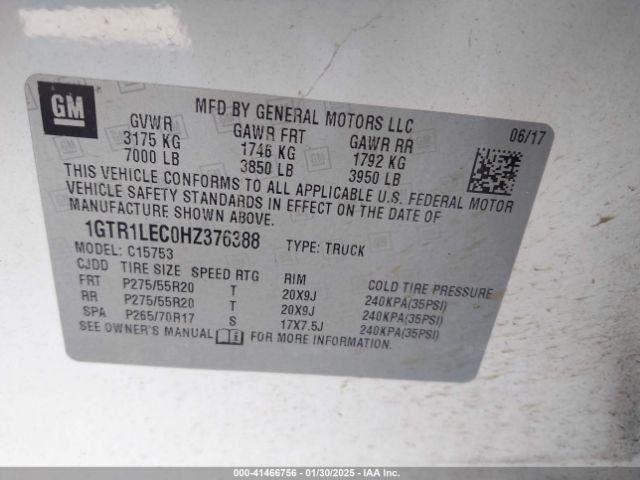 GM
MFD BY GENERAL MOTORS LLC
06/17
GVWR GAWR FRT GAWR RR
3175 KG 1746 KG 1792 KG
7000 LB 3850 LB 3950 LB
THIS VEHICLE CONFORMS TO ALL APPLICABLE U.S. FEDERAL MOTOR
VEHICLE SAFETY STANDARDS IN EFFECT ON THE DATE OF
MANUFACTURE SHOWN ABOVE.
1GTR1LEC0HZ376388 TYPE: TRUCK
MODEL: C15753
CJDD TIRE SIZE SPEED RTG RIM COLD TIRE PRESSURE
FRT P275/55R20 T 20X9J 240KPA(35PSI)
RR P275/55R20 T 20X9J 240KPA(35PSI)
SPA P265/70R17 S 17X7.5J 240KPA(35PSI)
SEE OWNER'S MANUAL FOR MORE INFORMATION.
000-41466756 - 01/30/2025 - IAA Inc.